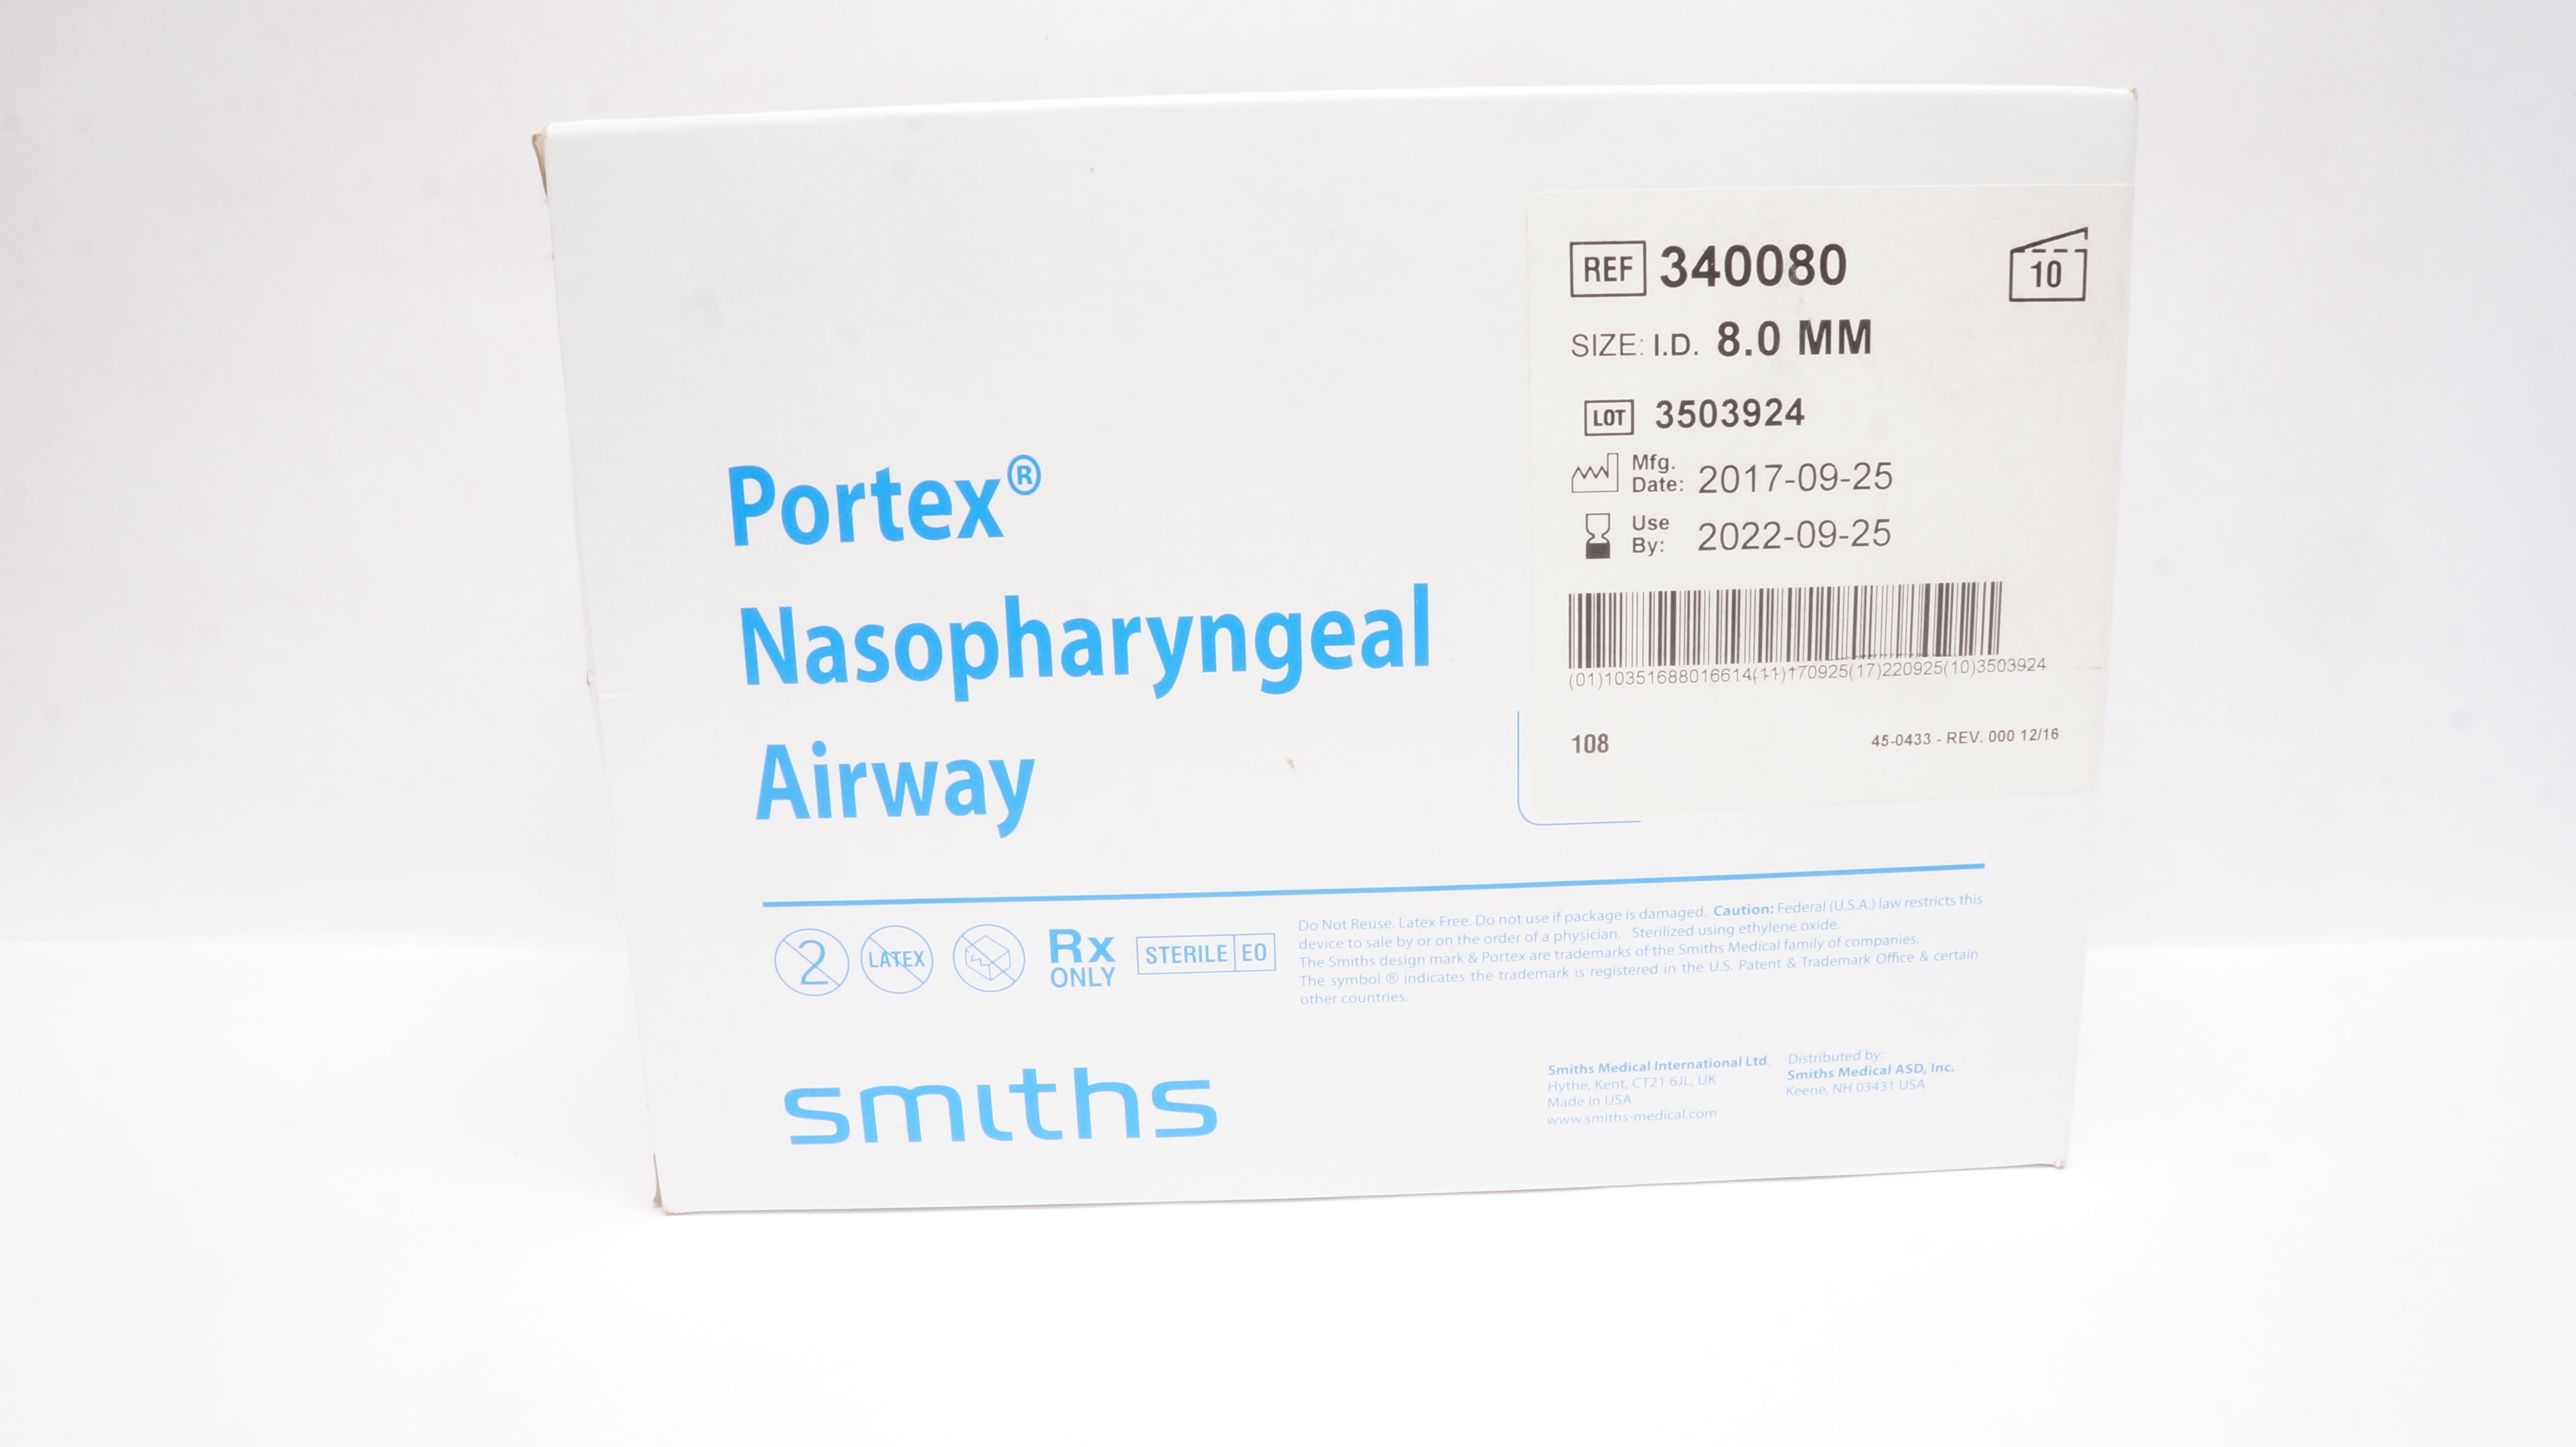 REF 340080
10
SIZE: I.D. 8.0 MM
LOT 3503924
Mfg.
Date: 2017-09-25
Use
By: 2022-09-25
(01)10351688016614(11)170925(17)220925(10)3503924
108
45-0433 - REV. 000 12/16
Portex®
Nasopharyngeal
Airway
2
LATEX
Rx
ONLY
STERILE EO
Do Not Reuse. Latex Free. Do not use if package is damaged. Caution: Federal (U.S.A.) law restricts this
device to sale by or on the order of a physician. Sterilized using ethylene oxide.
The Smiths design mark & Portex are trademarks of the Smiths Medical family of companies.
The symbol ® indicates the trademark is registered in the U.S. Patent & Trademark Office & certain
other countries.
smiths
Smiths Medical International Ltd.
Hythe, Kent, CT21 6JL, UK
Made in USA
www.smiths-medical.com
Distributed by:
Smiths Medical ASD, Inc.
Keene, NH 03431 USA